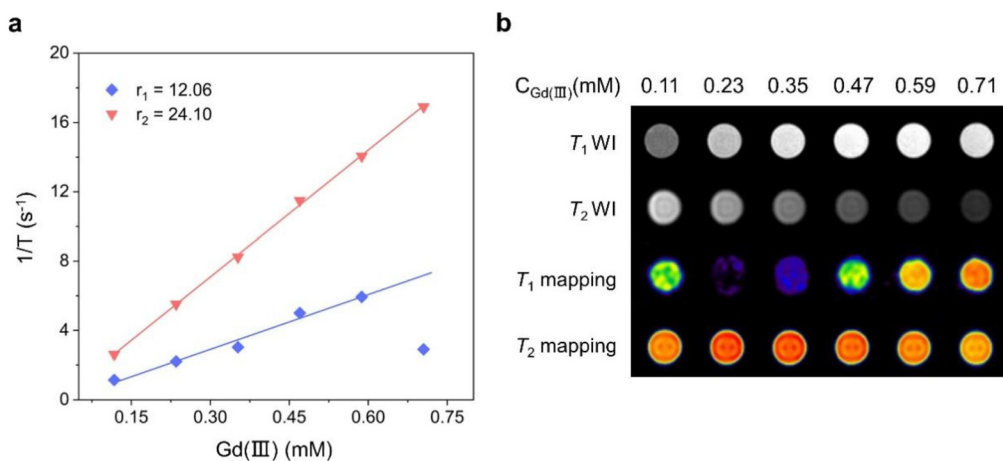 a
20
16
12
8
4
0
1/T (s⁻¹)
r₁ = 12.06
r₂ = 24.10
0.15 0.30 0.45 0.60 0.75
Gd(Ⅲ) (mM)
b
C_Gd(Ⅲ)(mM) 0.11 0.23 0.35 0.47 0.59 0.71
T₁ WI
T₂ WI
T₁ mapping
T₂ mapping